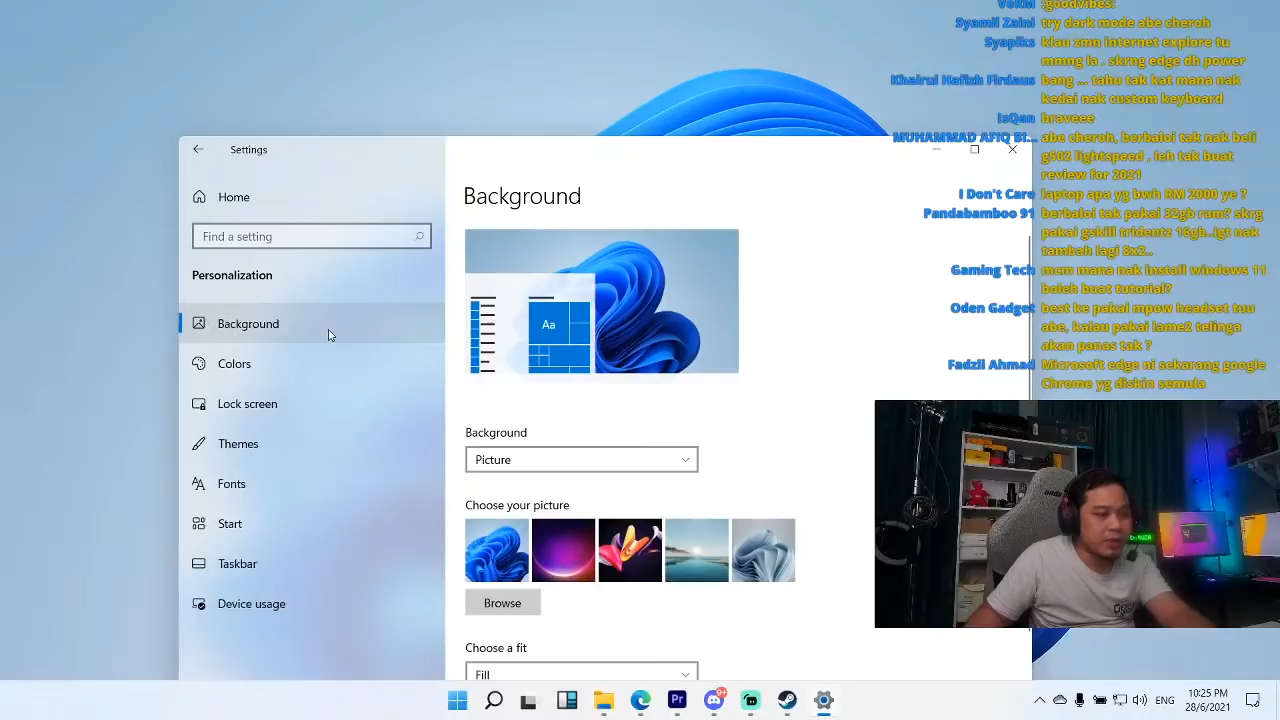 VeRM :goodvibes:
Syamil Zaini try dark mode abe cheroh
Syapiks klau zmn internet explore tu
mmng la . skrng edge dh power
Khairul Hafizh Firdaus bang ... tahu tak kat mana nak
kedai nak custom keyboard
IsQan braveee
MUHAMMAD AFIQ BI... abe cheroh, berbaloi tak nak beli
g502 lightspeed , leh tak buat
review for 2021
I Don't Care laptop apa yg bwh RM 2000 ye ?
Pandabamboo 91 berbaloi tak pakai 32gb ram? skrg
pakai gskill tridentz 16gb..igt nak
tambah lagi 8x2..
Gaming Tech mcm mana nak install windows 11
boleh buat tutorial?
Oden Gadget best ke pakai mpow headset tuu
abe, kalau pakai lame2 telinga
akan panas tak ?
Fadzil Ahmad Microsoft edge ni sekarang google
Chrome yg diskin semula
Settings
Home
Find a setting
Personalization
Background
Colors
Lock screen
Themes
Fonts
Start
Taskbar
Device usage
Background
Aa
Background
Picture
Choose your picture
Browse
Choose a fit
Fill
Pr
9+
ENG
10:25 PM
28/6/2021